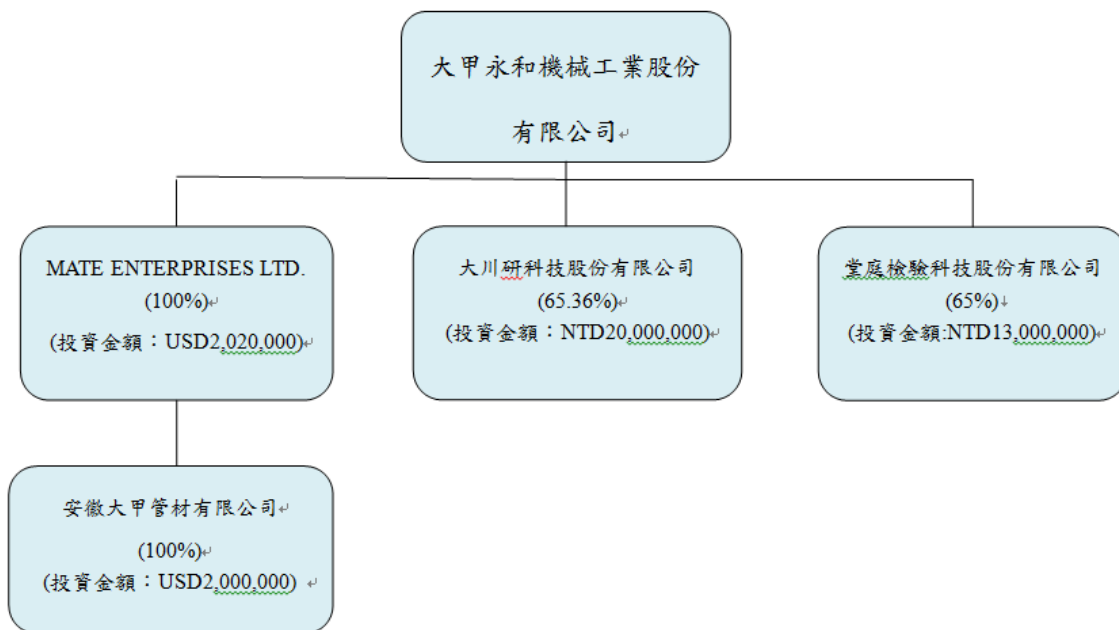 大甲永和機械工業股份
有限公司
MATE ENTERPRISES LTD.
(100%)
(投資金額：USD2,020,000)
大川研科技股份有限公司
(65.36%)
(投資金額：NTD20,000,000)
堂庭檢驗科技股份有限公司
(65%)
(投資金額:NTD13,000,000)
安徽大甲管材有限公司
(100%)
(投資金額：USD2,000,000)